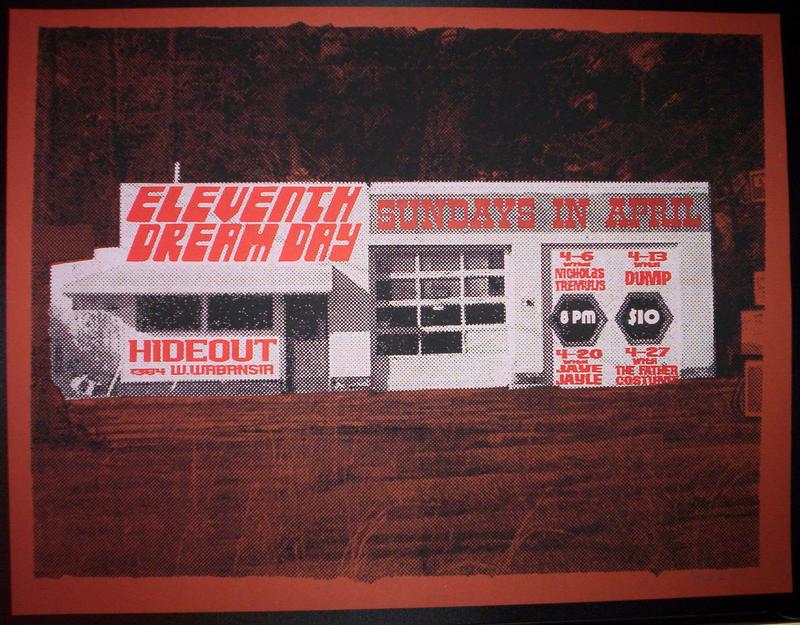 ELEVENTH
DREAM DAY
SUNDAYS IN APRIL
HIDEOUT
1354 W. WABANSIA
4-6
WITH
NICHOLAS
TREMULIS
4-13
WITH
DUMP
8 PM
$10
4-20
WITH
JAYE
JAYLE
4-27
WITH
THE FATHER
COSTUME